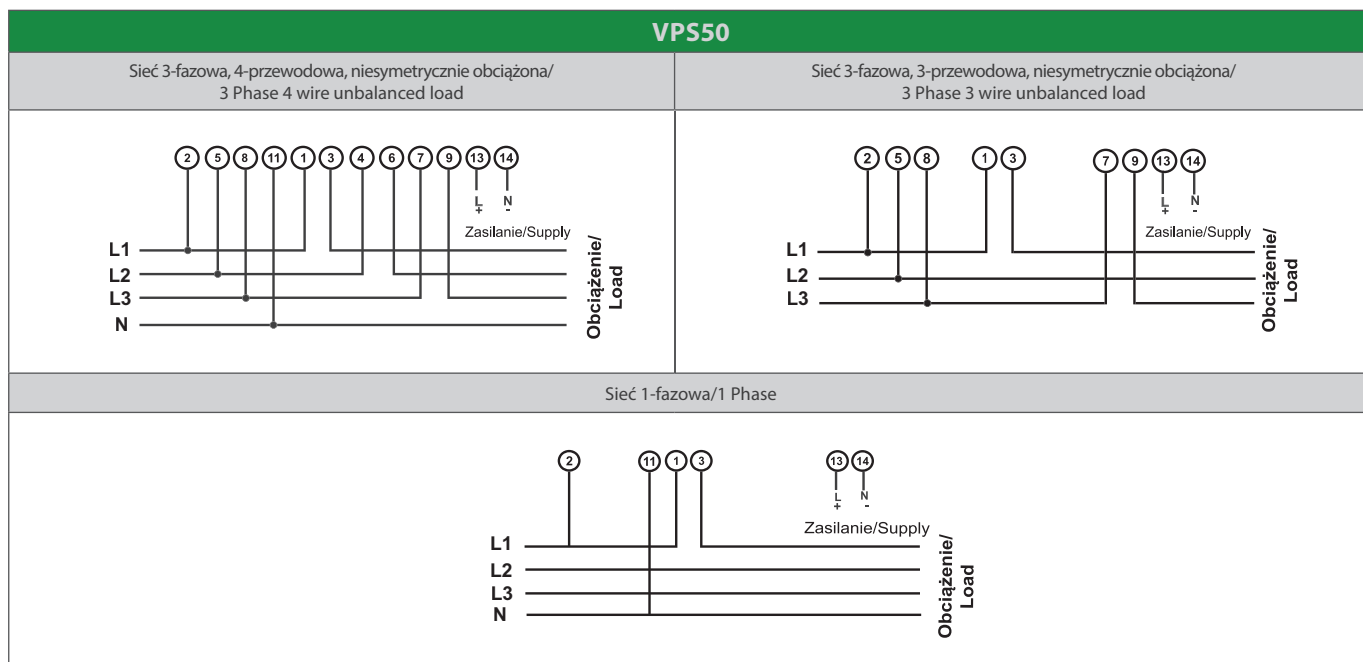 VPS50
Sieć 3-fazowa, 4-przewodowa, niesymetrycznie obciążona/
3 Phase 4 wire unbalanced load
2 5 8 11 1 3 4 6 7 9 13 14
L N
+ -
Zasilanie/Supply
L1
L2
L3
N
Obciążenie/
Load
Sieć 3-fazowa, 3-przewodowa, niesymetrycznie obciążona/
3 Phase 3 wire unbalanced load
2 5 8 1 3 7 9 13 14
L N
+ -
Zasilanie/Supply
L1
L2
L3
Obciążenie/
Load
Sieć 1-fazowa/1 Phase
2 11 1 3 13 14
L N
+ -
Zasilanie/Supply
L1
L2
L3
N
Obciążenie/
Load